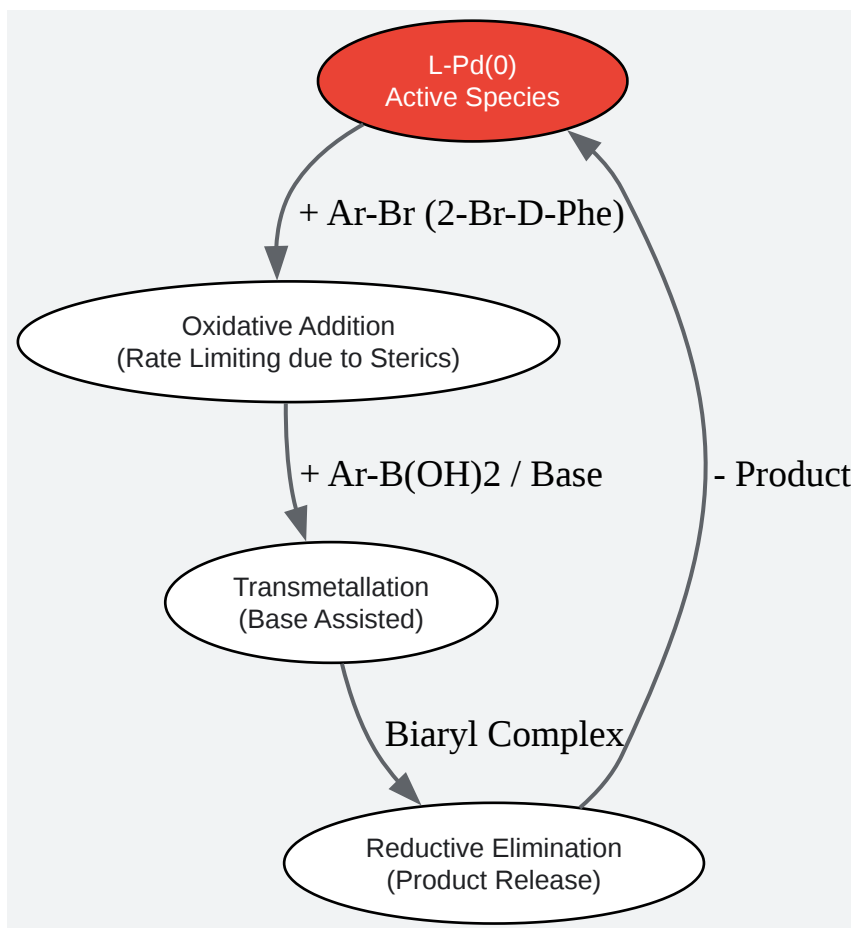 L-Pd(0)
Active Species
+ Ar-Br (2-Br-D-Phe)
Oxidative Addition
(Rate Limiting due to Sterics)
+ Ar-B(OH)2 / Base
- Product
Transmetallation
(Base Assisted)
Biaryl Complex
Reductive Elimination
(Product Release)